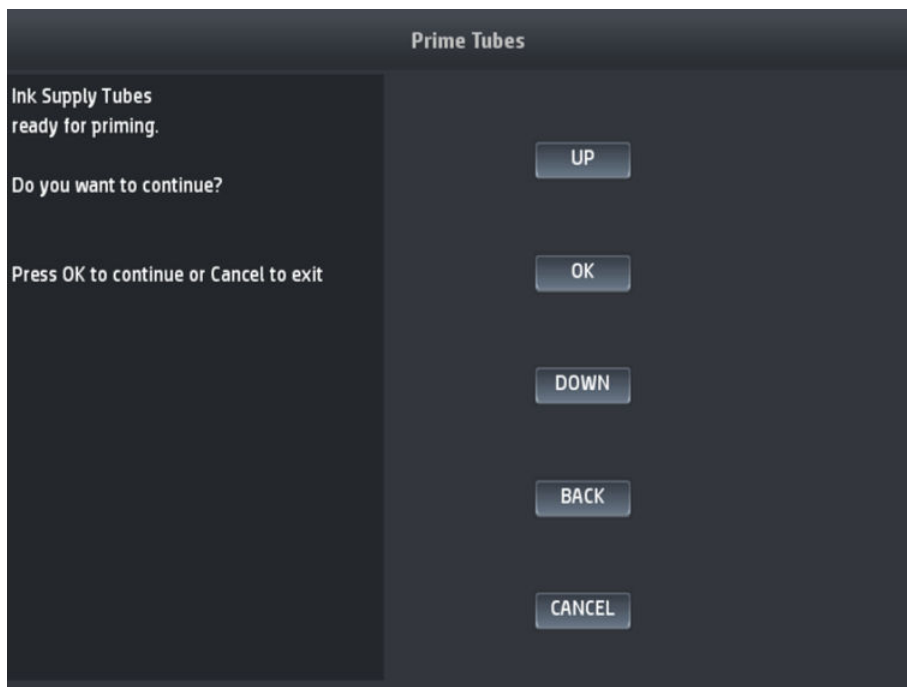 Prime Tubes
Ink Supply Tubes
ready for priming.
Do you want to continue?
Press OK to continue or Cancel to exit
UP
OK
DOWN
BACK
CANCEL